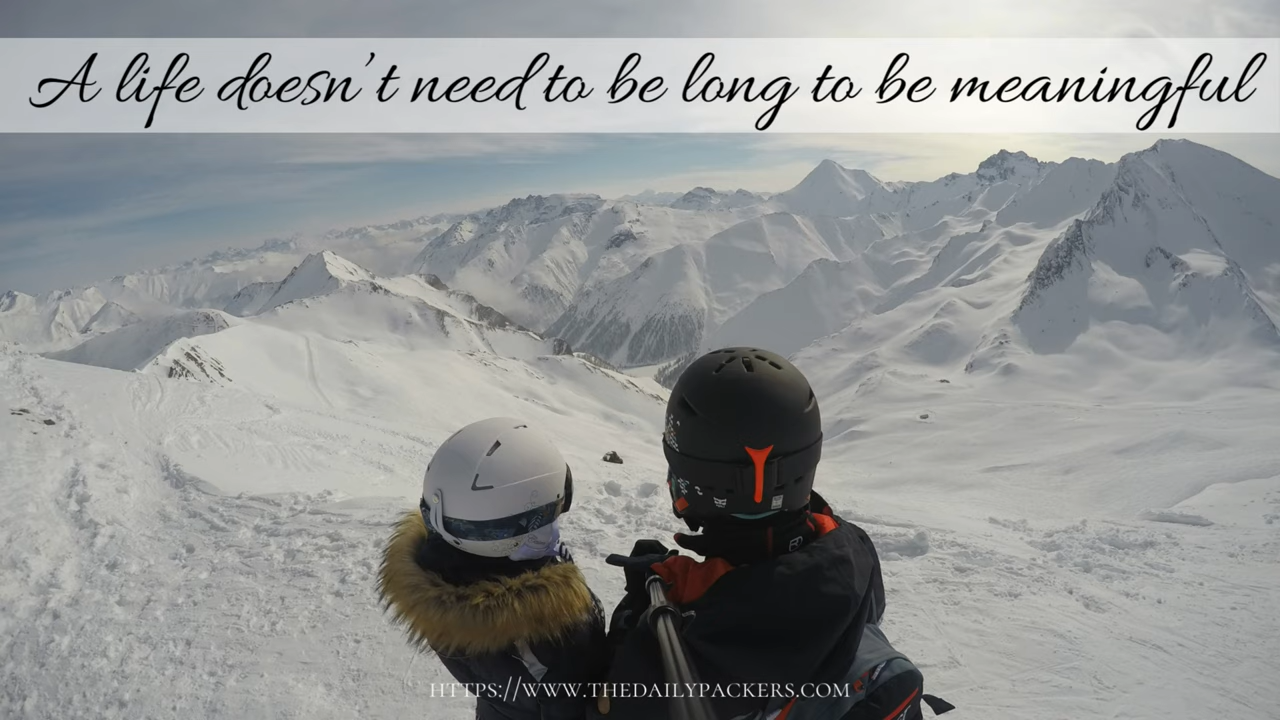 A life doesn't need to be long to be meaningful
HTTPS://WWW.THEDAILYPACKERS.COM